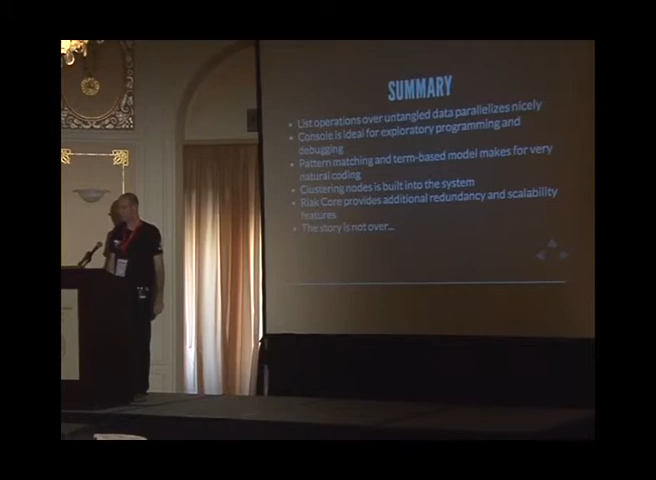 SUMMARY
• List operations over untangled data parallelizes nicely
• Console is ideal for exploratory programming and
debugging
• Pattern matching and term-based model makes for very
natural coding
• Clustering nodes is built into the system
• Riak Core provides additional redundancy and scalability
features
• The story is not over...